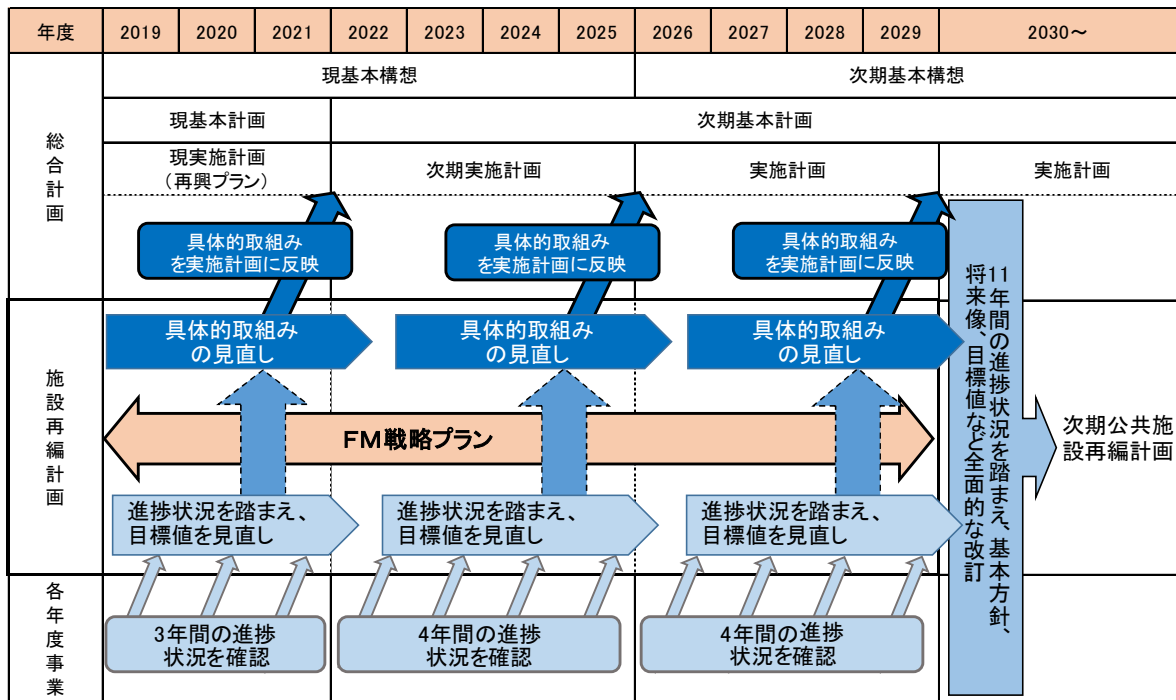 年度 2019 2020 2021 2022 2023 2024 2025 2026 2027 2028 2029 2030～
総合計画
現基本構想 次期基本構想
現基本計画 次期基本計画
現実施計画
（再興プラン）
次期実施計画
実施計画
実施計画
具体的取組み
を実施計画に反映
具体的取組み
を実施計画に反映
具体的取組み
を実施計画に反映
施設再編計画
具体的取組み
の見直し
具体的取組み
の見直し
具体的取組み
の見直し
ＦＭ戦略プラン
進捗状況を踏まえ、
目標値を見直し
進捗状況を踏まえ、
目標値を見直し
進捗状況を踏まえ、
目標値を見直し
11年間の進捗状況を踏まえ、基本方針、
将来像、目標値など全面的な改訂
次期公共施
設再編計画
各年度事業
3年間の進捗
状況を確認
4年間の進捗
状況を確認
4年間の進捗
状況を確認